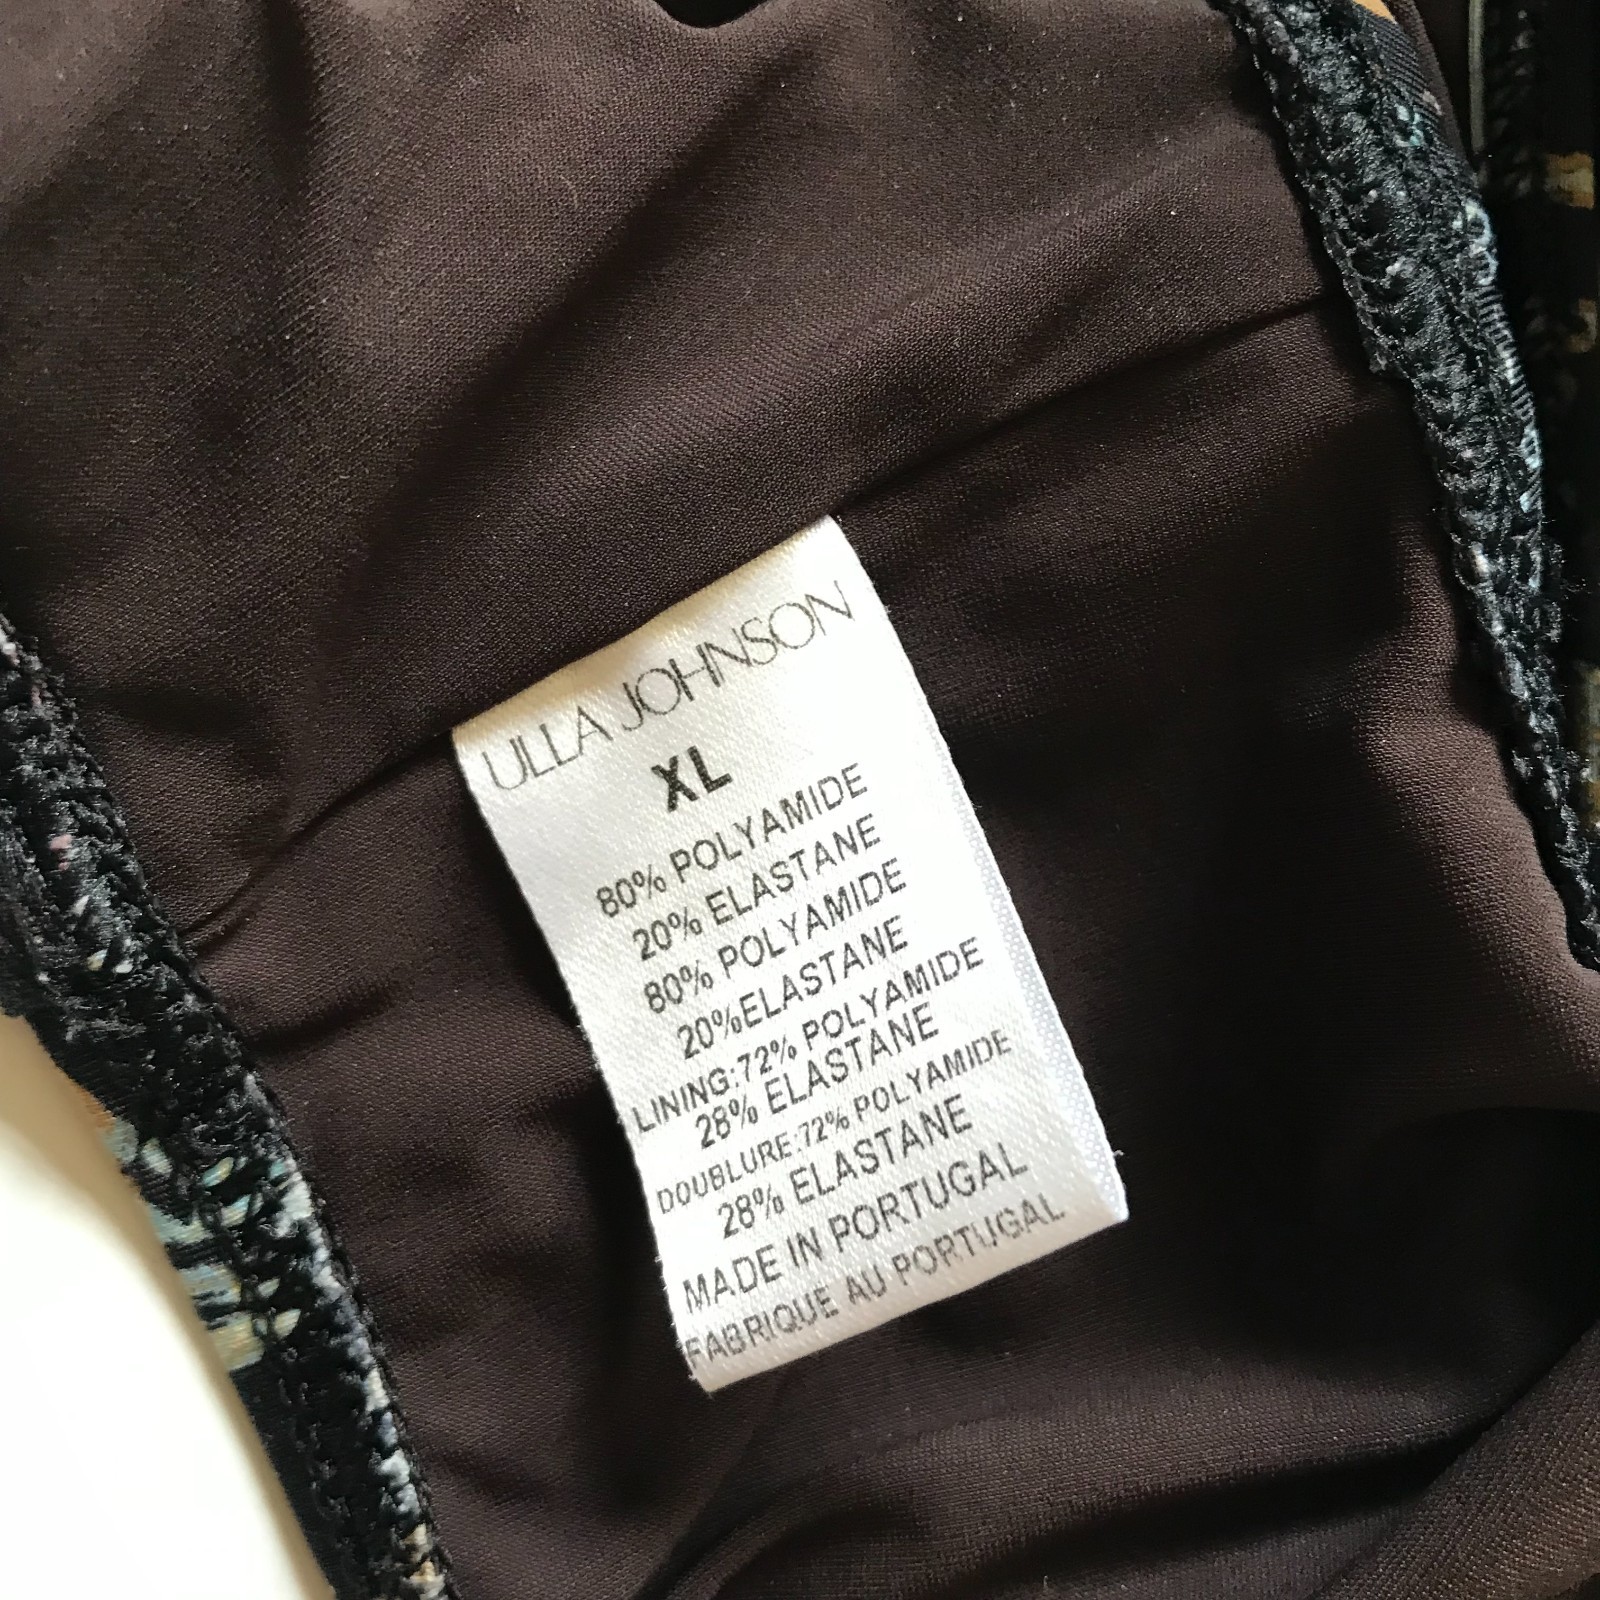 ULLA JOHNSON
XL
80% POLYAMIDE
20% ELASTANE
80% POLYAMIDE
20%ELASTANE
LINING:72% POLYAMIDE
28% ELASTANE
DOUBLURE:72% POLYAMIDE
28% ELASTANE
MADE IN PORTUGAL
FABRIQUE AU PORTUGAL